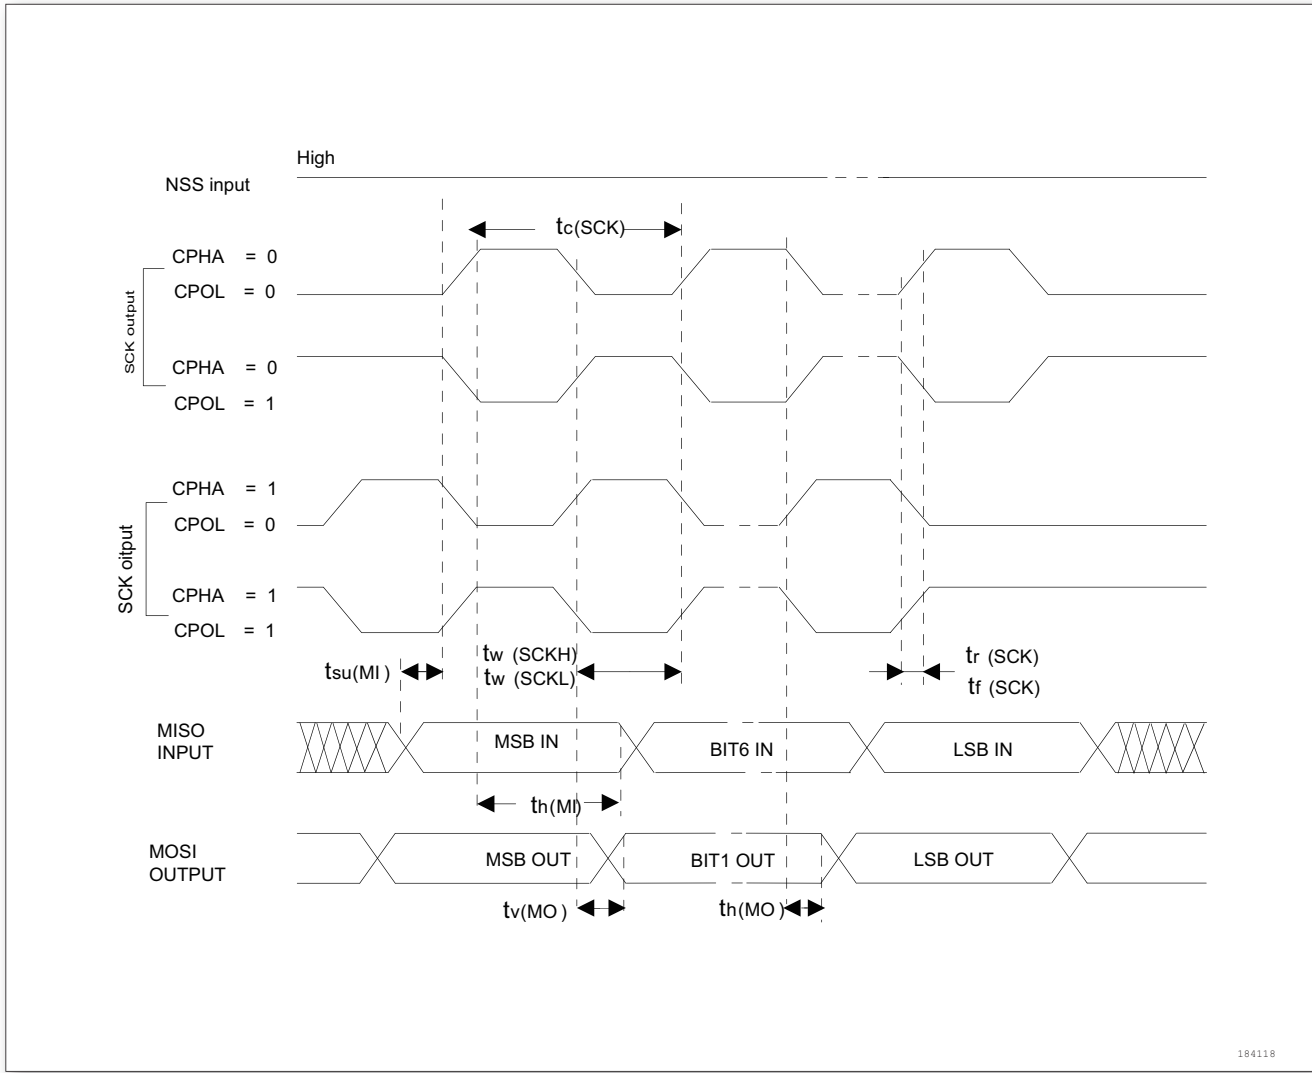 High
NSS input
tc(SCK)
CPHA = 0
CPOL = 0
SCK output
CPHA = 0
CPOL = 1
CPHA = 1
CPOL = 0
SCK oitput
CPHA = 1
CPOL = 1
tsu(MI)
tw (SCKH)
tw (SCKL)
tr (SCK)
tf (SCK)
MISO
INPUT
MSB IN
BIT6 IN
LSB IN
th(MI)
MOSI
OUTPUT
MSB OUT
BIT1 OUT
LSB OUT
tv(MO)
th(MO)
184118